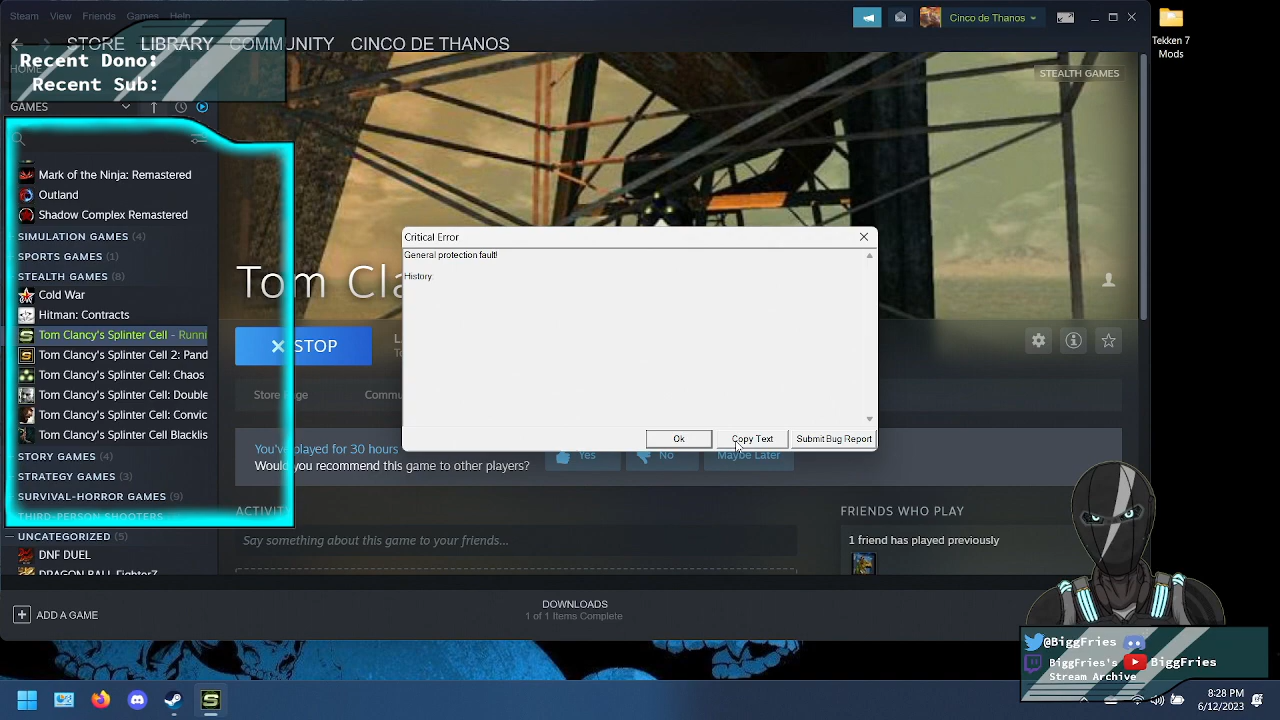 Steam View Friends Games Help
Cinco de Thanos
STORE LIBRARY COMMUNITY CINCO DE THANOS
Recent Dono:
Recent Sub:
HOME
GAMES
STEALTH GAMES
Tekken 7
Mods
Mark of the Ninja: Remastered
Outland
Shadow Complex Remastered
SIMULATION GAMES (4)
SPORTS GAMES (1)
STEALTH GAMES (8)
Cold War
Hitman: Contracts
Tom Clancy's Splinter Cell - Runni
Tom Clancy's Splinter Cell 2: Pand
Tom Clancy's Splinter Cell: Chaos
Tom Clancy's Splinter Cell: Double
Tom Clancy's Splinter Cell: Convic
Tom Clancy's Splinter Cell Blacklis
STORY GAMES (4)
STRATEGY GAMES (3)
SURVIVAL-HORROR GAMES (9)
THIRD-PERSON SHOOTERS
UNCATEGORIZED (5)
DNF DUEL
DRAGON BALL FighterZ
ADD A GAME
Tom Cla
Critical Error
General protection fault!
History:
Ok Copy Text Submit Bug Report
STOP
Store Page
Commu
You've played for 30 hours
Would you recommend this game to other players?
Yes No Maybe Later
ACTIVITY
Say something about this game to your friends...
FRIENDS WHO PLAY
1 friend has played previously
DOWNLOADS
1 of 1 Items Complete
@BiggFries
BiggFries's
Stream Archive
BiggFries
8:28 PM
6/12/2023